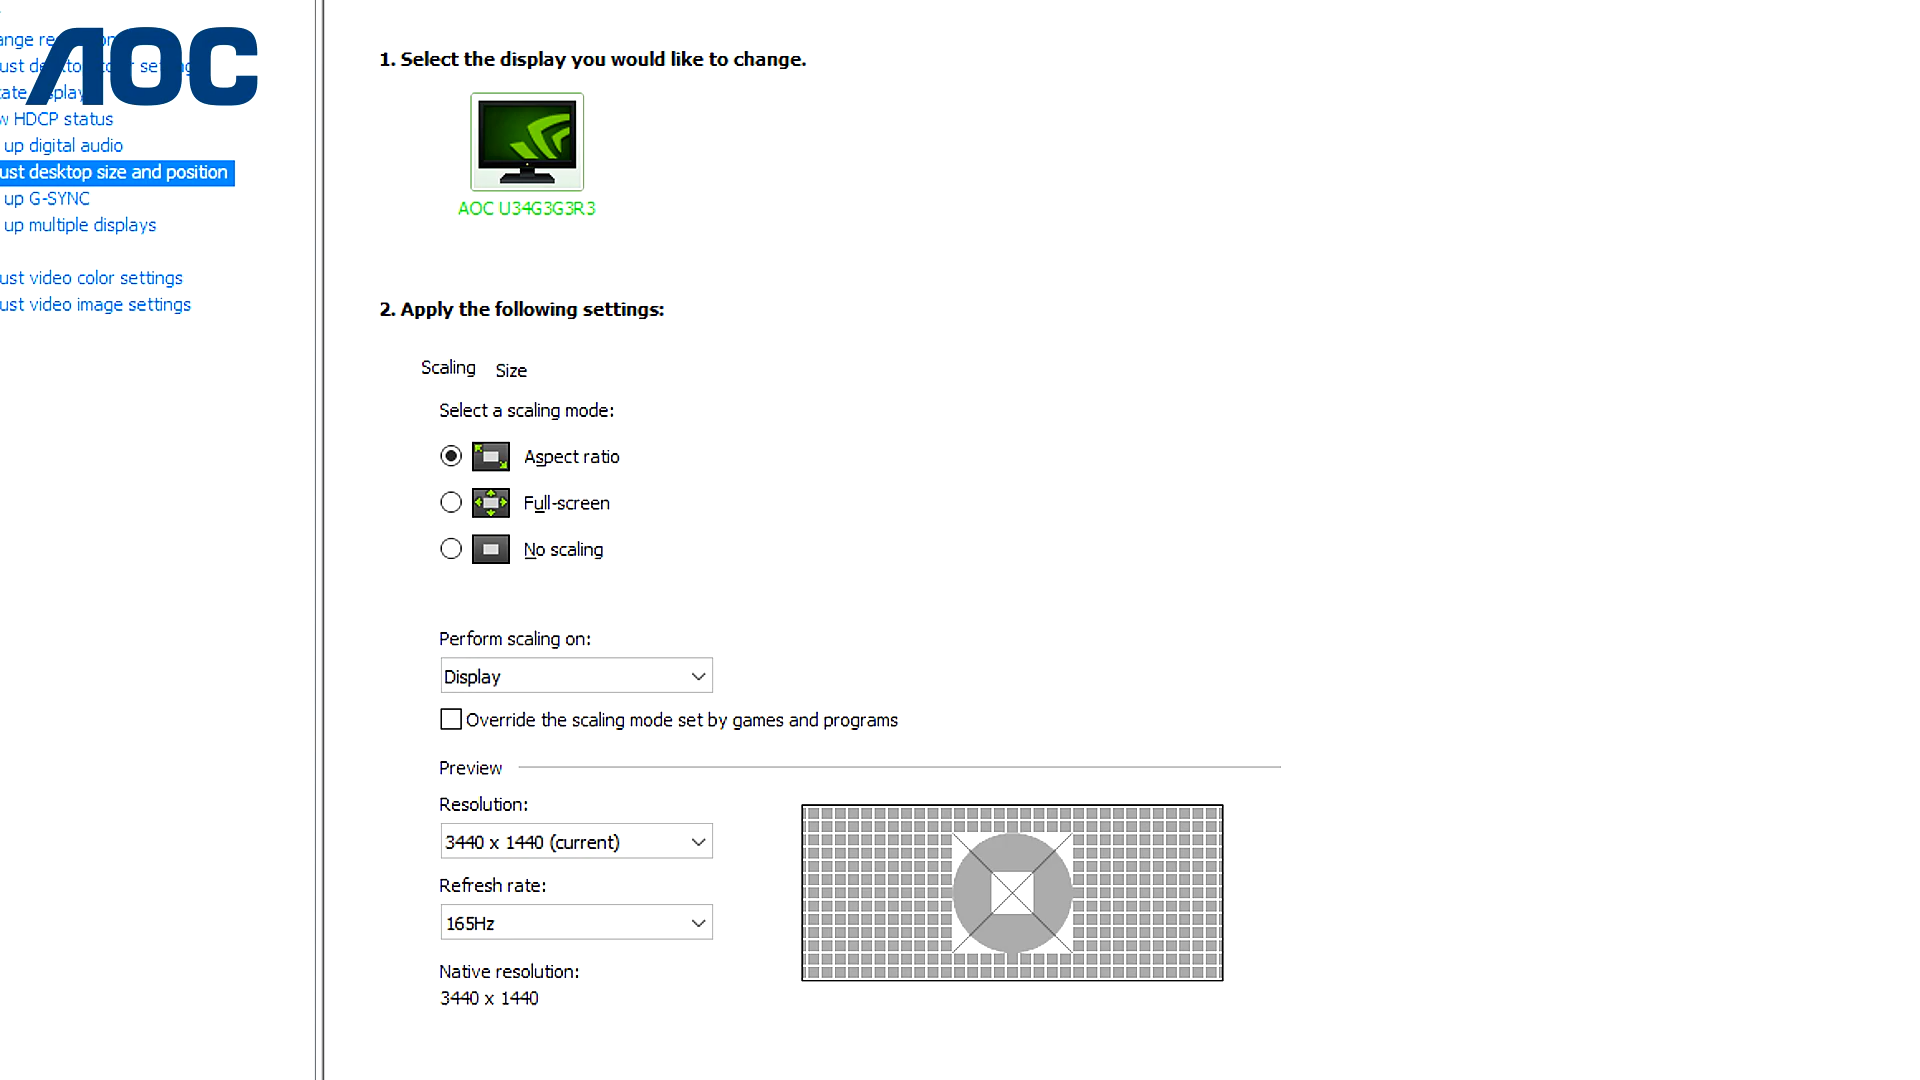 AOC
HDCP status
up digital audio
ust desktop size and position
up G-SYNC
up multiple displays
ust video color settings
ust video image settings
1. Select the display you would like to change.
AOC U34G3G3R3
2. Apply the following settings:
Scaling Size
Select a scaling mode:
Aspect ratio
Full-screen
No scaling
Perform scaling on:
Display
Override the scaling mode set by games and programs
Preview
Resolution:
3440 x 1440 (current)
Refresh rate:
165Hz
Native resolution:
3440 x 1440